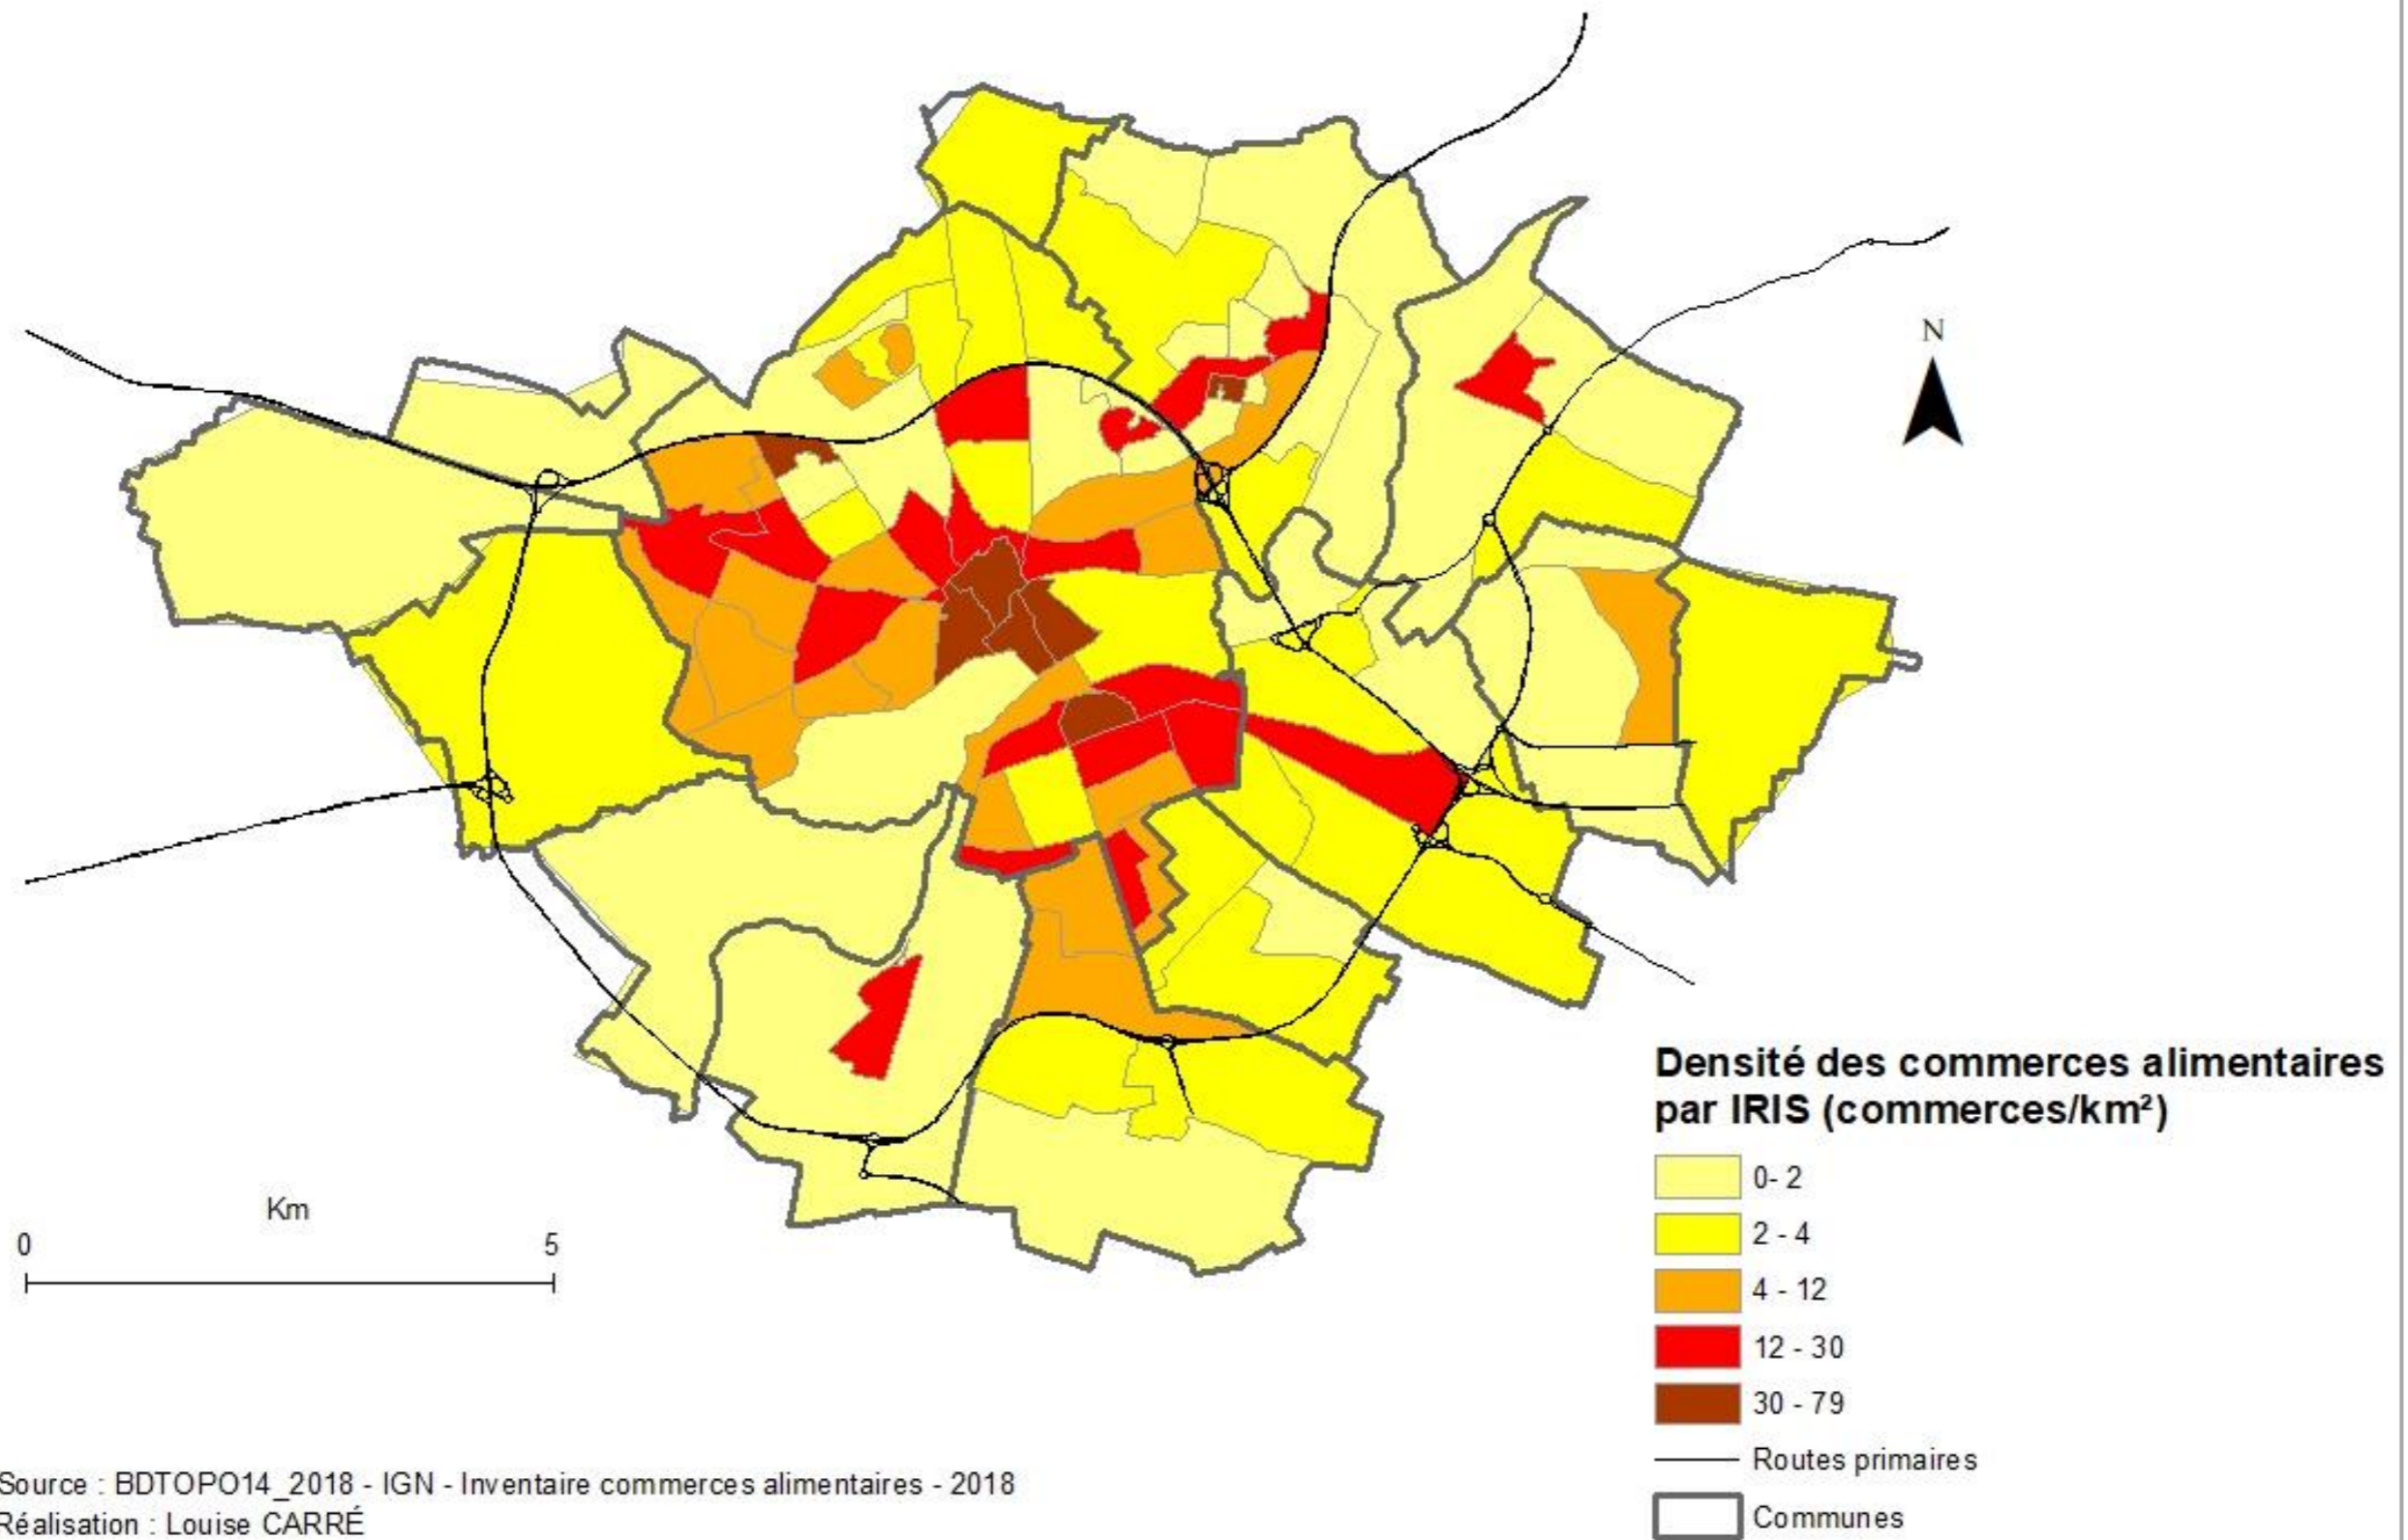 N
Densité des commerces alimentaires
par IRIS (commerces/km²)
0- 2
2 - 4
4 - 12
12 - 30
30 - 79
Routes primaires
Communes
Km
0 5
Source : BDTOPO14_2018 - IGN - Inventaire commerces alimentaires - 2018
Réalisation : Louise CARRÉ